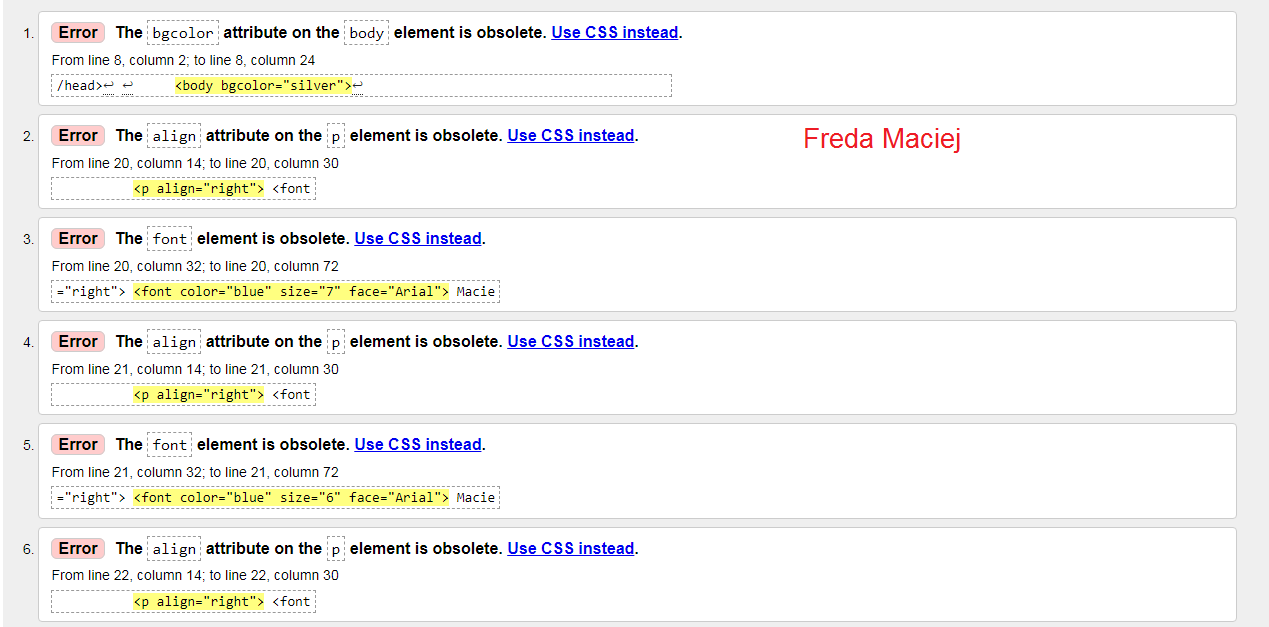 1. Error The bgcolor attribute on the body element is obsolete. Use CSS instead.
From line 8, column 2; to line 8, column 24
/head>↩ ↩ <body bgcolor="silver">↩
2. Error The align attribute on the p element is obsolete. Use CSS instead. Freda Maciej
From line 20, column 14; to line 20, column 30
<p align="right"> <font
3. Error The font element is obsolete. Use CSS instead.
From line 20, column 32; to line 20, column 72
="right"> <font color="blue" size="7" face="Arial"> Macie
4. Error The align attribute on the p element is obsolete. Use CSS instead.
From line 21, column 14; to line 21, column 30
<p align="right"> <font
5. Error The font element is obsolete. Use CSS instead.
From line 21, column 32; to line 21, column 72
="right"> <font color="blue" size="6" face="Arial"> Macie
6. Error The align attribute on the p element is obsolete. Use CSS instead.
From line 22, column 14; to line 22, column 30
<p align="right"> <font